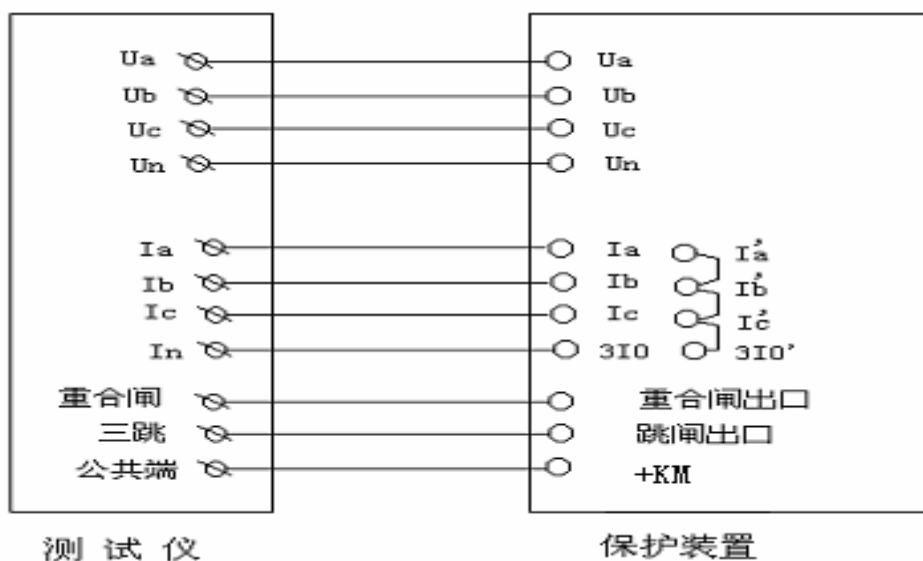 Ua Ua
Ub Ub
Uc Uc
Un Un
Ia Ia I'a
Ib Ib I'b
Ic Ic I'c
In 3I0 3I0'
重合闸 重合闸出口
三跳 跳闸出口
公共端 +KM
测试仪 保护装置